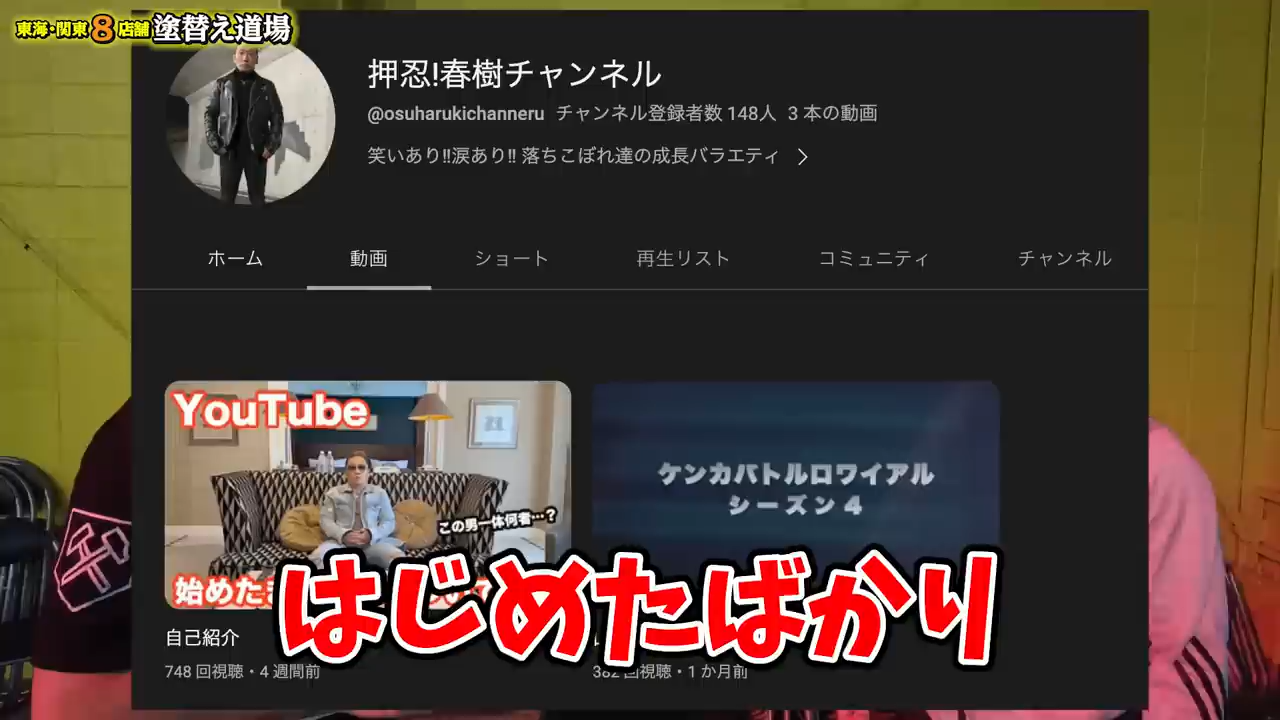 東海・関東8店舗塗替え道場
押忍!春樹チャンネル
@osuharukichanneru チャンネル登録者数 148人 3 本の動画
笑いあり!!涙あり!! 落ちこぼれ達の成長バラエティ
ホーム 動画 ショート 再生リスト コミュニティ チャンネル
YouTube
この男一体何者…?
始めた
ケンカバトルロワイアル
シーズン4
はじめたばかり
自己紹介
748 回視聴・4 週間前
382 回視聴・1 か月前